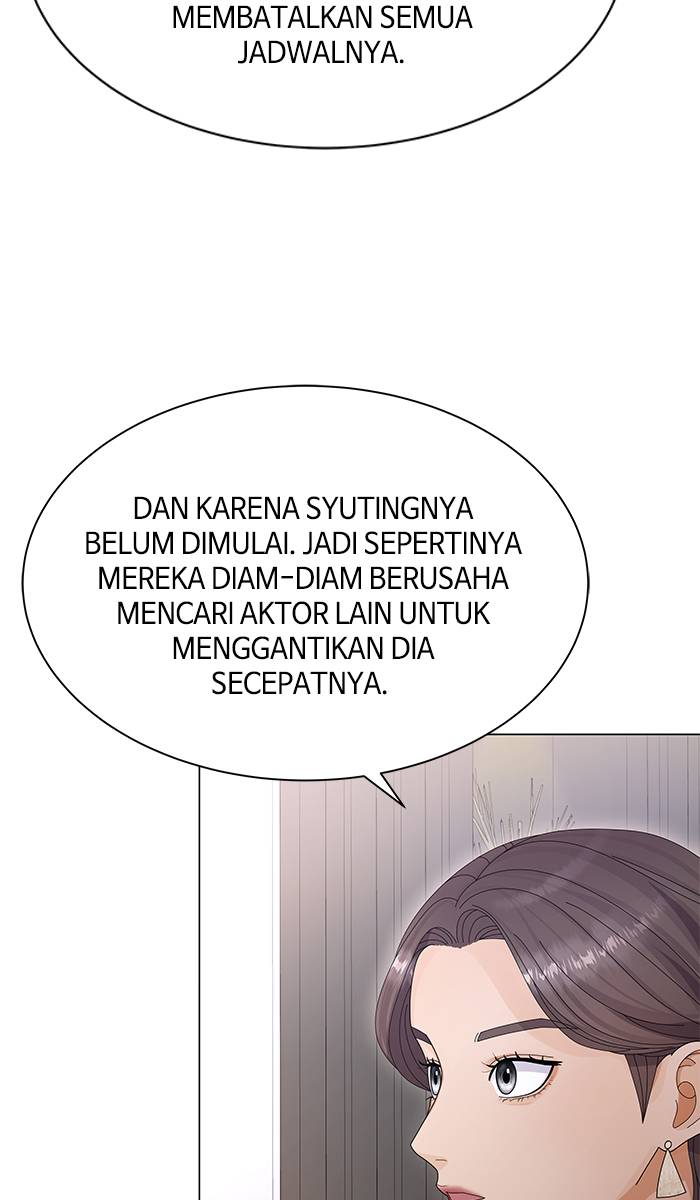 MEMBATALKAN SEMUA
JADWALNYA.
DAN KARENA SYUTINGNYA
BELUM DIMULAI. JADI SEPERTINYA
MEREKA DIAM-DIAM BERUSAHA
MENCARI AKTOR LAIN UNTUK
MENGGANTIKAN DIA
SECEPATNYA.